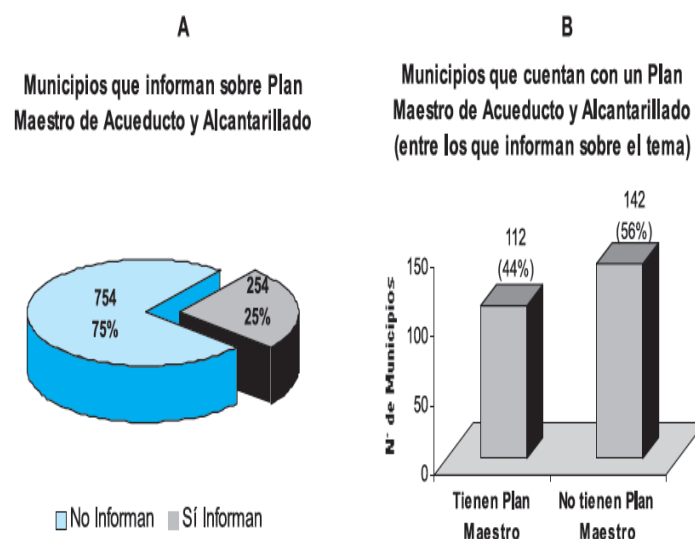 A
Municipios que informan sobre Plan
Maestro de Acueducto y Alcantarillado
754
75%
254
25%
No Informan
Sí Informan
B
Municipios que cuentan con un Plan
Maestro de Acueducto y Alcantarillado
(entre los que informan sobre el tema)
142
(56%)
112
(44%)
N° de Municipios
150
100
50
0
Tienen Plan
Maestro
No tienen Plan
Maestro